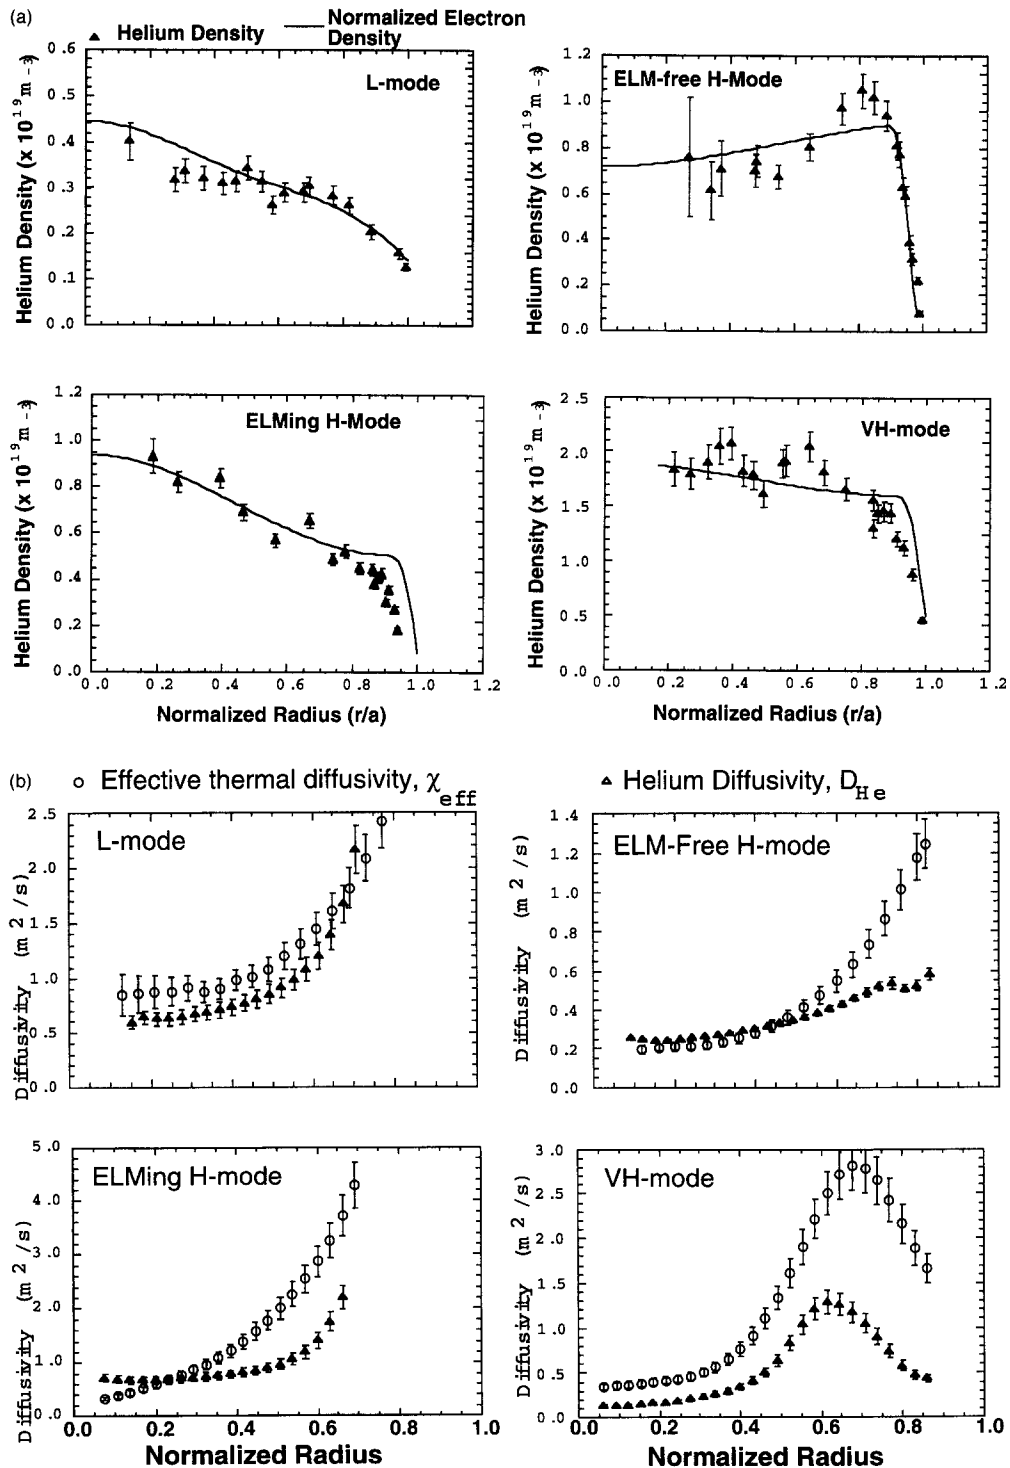 (a)
▲ Helium Density
Normalized Electron
Density
L-mode
Helium Density (x 10¹⁹m⁻³)
0.6
0.5
0.4
0.3
0.2
0.1
0.0
ELM-free H-Mode
Helium Density (x 10¹⁹m⁻³)
1.2
1.0
0.8
0.6
0.4
0.2
0.0
ELMing H-Mode
Helium Density (x 10¹⁹m⁻³)
1.2
1.0
0.8
0.6
0.4
0.2
0.0
0.0 0.2 0.4 0.6 0.8 1.0 1.2
Normalized Radius (r/a)
VH-mode
Helium Density (x 10¹⁹m⁻³)
2.5
2.0
1.5
1.0
0.5
0.0
0.0 0.2 0.4 0.6 0.8 1.0 1.2
Normalized Radius (r/a)
(b)
○ Effective thermal diffusivity, χeff
△ Helium Diffusivity, DHe
L-mode
Diffusivity (m²/s)
2.5
2.0
1.5
1.0
0.5
0.0
ELM-Free H-mode
Diffusivity (m²/s)
1.4
1.2
1.0
0.8
0.6
0.4
0.2
0.0
ELMing H-mode
Diffusivity (m²/s)
5.0
4.0
3.0
2.0
1.0
0.0
0.0 0.2 0.4 0.6 0.8 1.0
Normalized Radius
VH-mode
Diffusivity (m²/s)
3.0
2.5
2.0
1.5
1.0
0.5
0.0
0.0 0.2 0.4 0.6 0.8 1.0
Normalized Radius